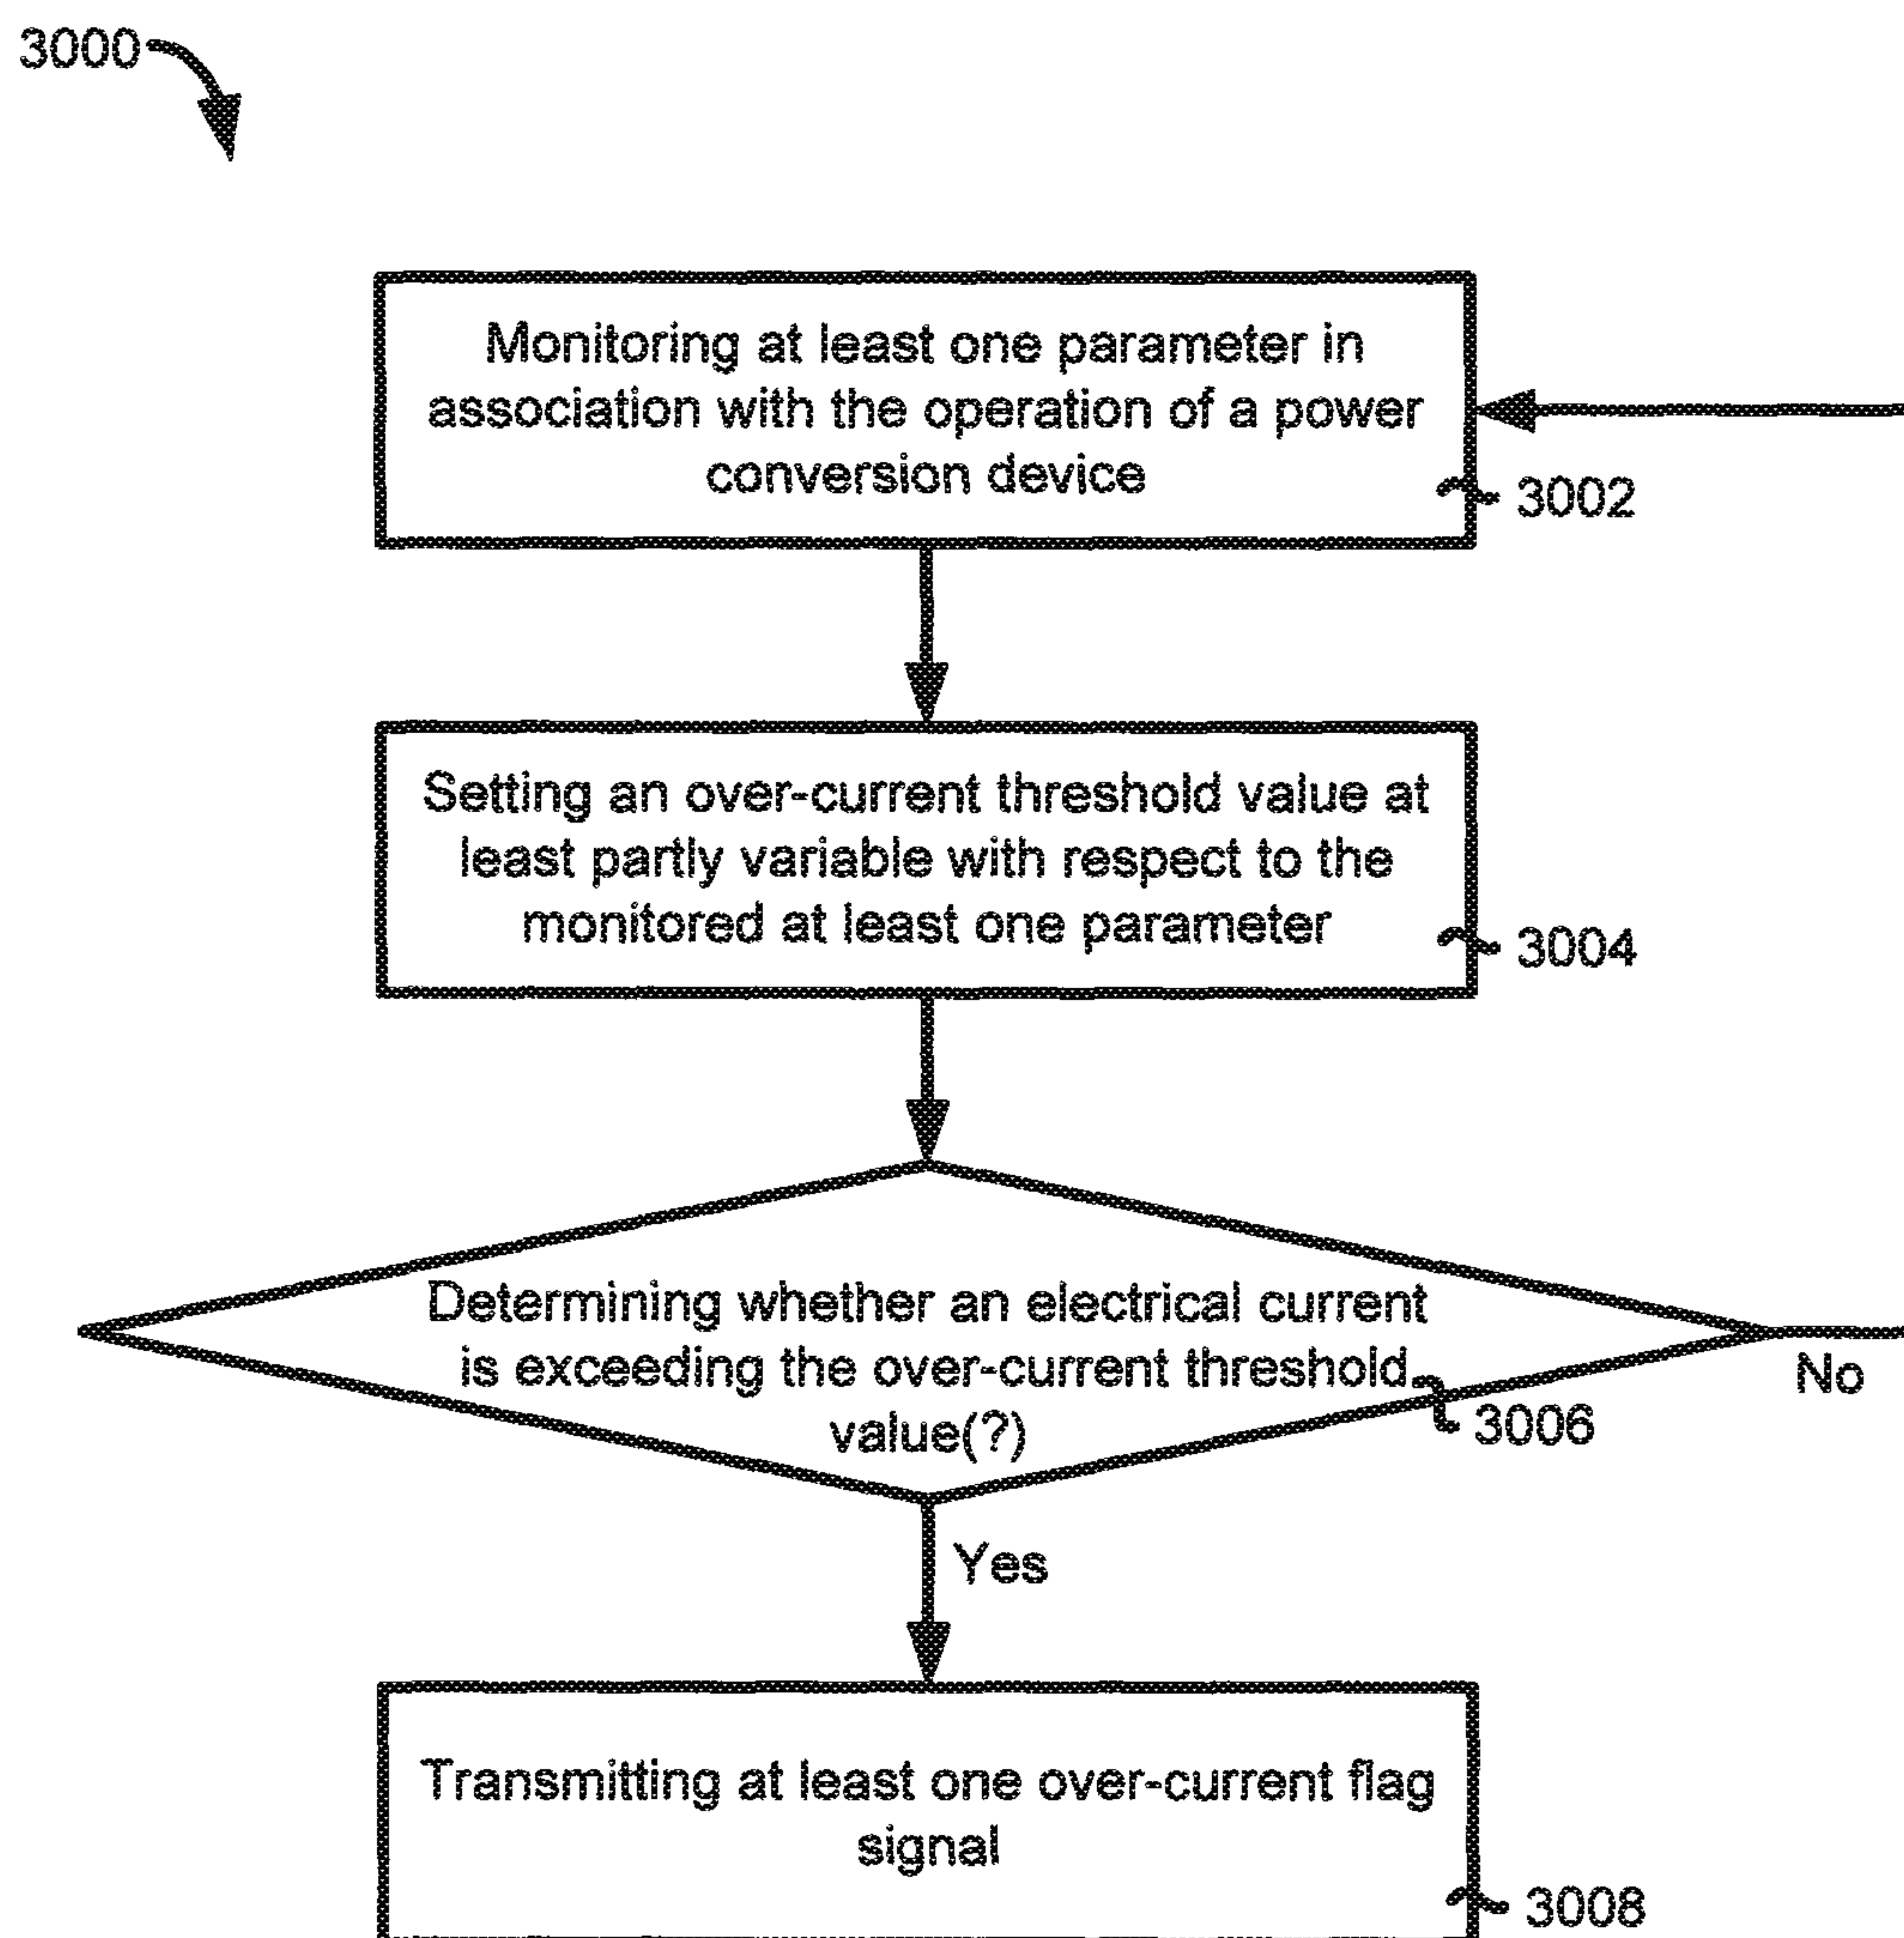 3000
Monitoring at least one parameter in
association with the operation of a power
conversion device
3002
Setting an over-current threshold value at
least partly variable with respect to the
monitored at least one parameter
3004
Determining whether an electrical current
is exceeding the over-current threshold
value(?)
3006
No
Yes
Transmitting at least one over-current flag
signal
3008